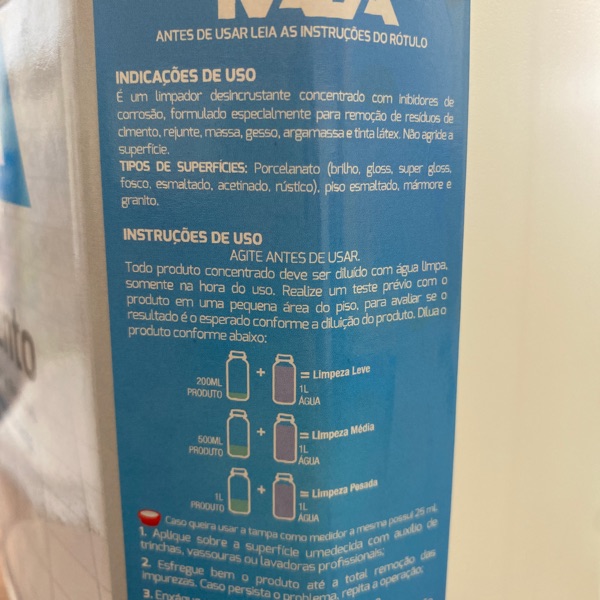 ANTES DE USAR LEIA AS INSTRUÇÕES DO RÓTULO
INDICAÇÕES DE USO
É um limpador desincrustante concentrado com inibidores de
corrosão, formulado especialmente para remoção de resíduos de
cimento, rejunte, massa, gesso, argamassa e tinta látex. Não agride a
superfície.
TIPOS DE SUPERFÍCIES: Porcelanato (brilho, gloss, super gloss,
fosco, esmaltado, acetinado, rústico), piso esmaltado, mármore e
granito.
INSTRUÇÕES DE USO
AGITE ANTES DE USAR.
Todo produto concentrado deve ser diluído com água limpa,
somente na hora do uso. Realize um teste prévio com o
produto em uma pequena área do piso, para avaliar se o
resultado é o esperado conforme a diluição do produto. Dilua o
produto conforme abaixo:
200ML PRODUTO + 1L ÁGUA = Limpeza Leve
500ML PRODUTO + 1L ÁGUA = Limpeza Média
1L PRODUTO + 1L ÁGUA = Limpeza Pesada
Caso queira usar a tampa como medidor a mesma possui 25 mL
1. Aplique sobre a superfície umedecida com auxílio de
trinchas, vassouras ou lavadoras profissionais;
2. Esfregue bem o produto até a total remoção das
impurezas. Caso persista o problema, repita a operação;
3.